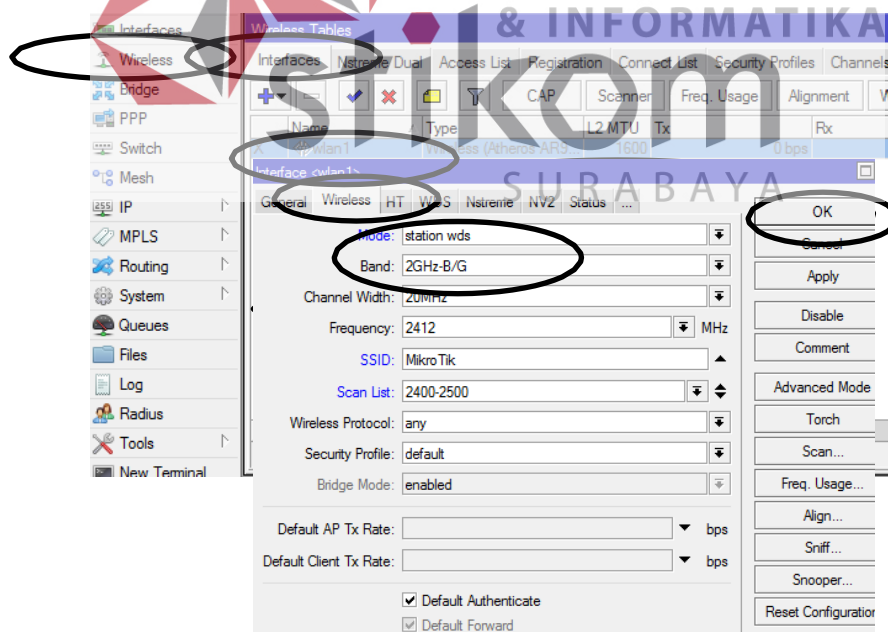 & INFORMATIKA
stikom
SURABAYA
Interfaces
Wireless
Bridge
PPP
Switch
Mesh
IP
MPLS
Routing
System
Queues
Files
Log
Radius
Tools
New Terminal
Wireless Tables
Interfaces Nstreme Dual Access List Registration Connect List Security Profiles Channels
CAP Scanner Freq. Usage Alignment W
Name Type L2 MTU Tx Rx
X wlan1 Wireless (Atheros AR9... 1600 0 bps
Interface <wlan1>
General Wireless HT WDS Nstreme NV2 Status ...
Mode: station wds
Band: 2GHz-B/G
Channel Width: 20MHz
Frequency: 2412 MHz
SSID: MikroTik
Scan List: 2400-2500
Wireless Protocol: any
Security Profile: default
Bridge Mode: enabled
Default AP Tx Rate: bps
Default Client Tx Rate: bps
Default Authenticate
Default Forward
OK
Cancel
Apply
Disable
Comment
Advanced Mode
Torch
Scan...
Freq. Usage...
Align...
Sniff...
Snooper...
Reset Configuration